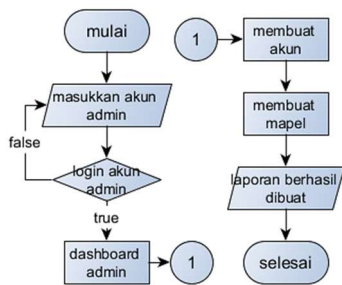 mulai
masukkan akun
admin
false
login akun
admin
true
dashboard
admin
1
1
membuat
akun
membuat
mapel
laporan berhasil
dibuat
selesai